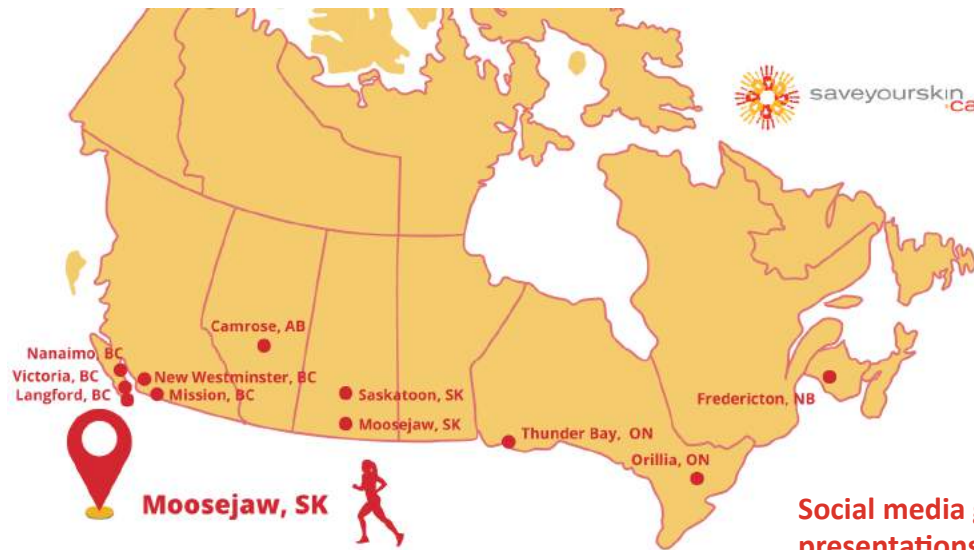 saveyourskin
.ca
Camrose, AB
Nanaimo, BC
Victoria, BC
New Westminster, BC
Langford, BC
Mission, BC
Saskatoon, SK
Moosejaw, SK
Fredericton, NB
Thunder Bay, ON
Orillia, ON
Moosejaw, SK
Social media
presentations